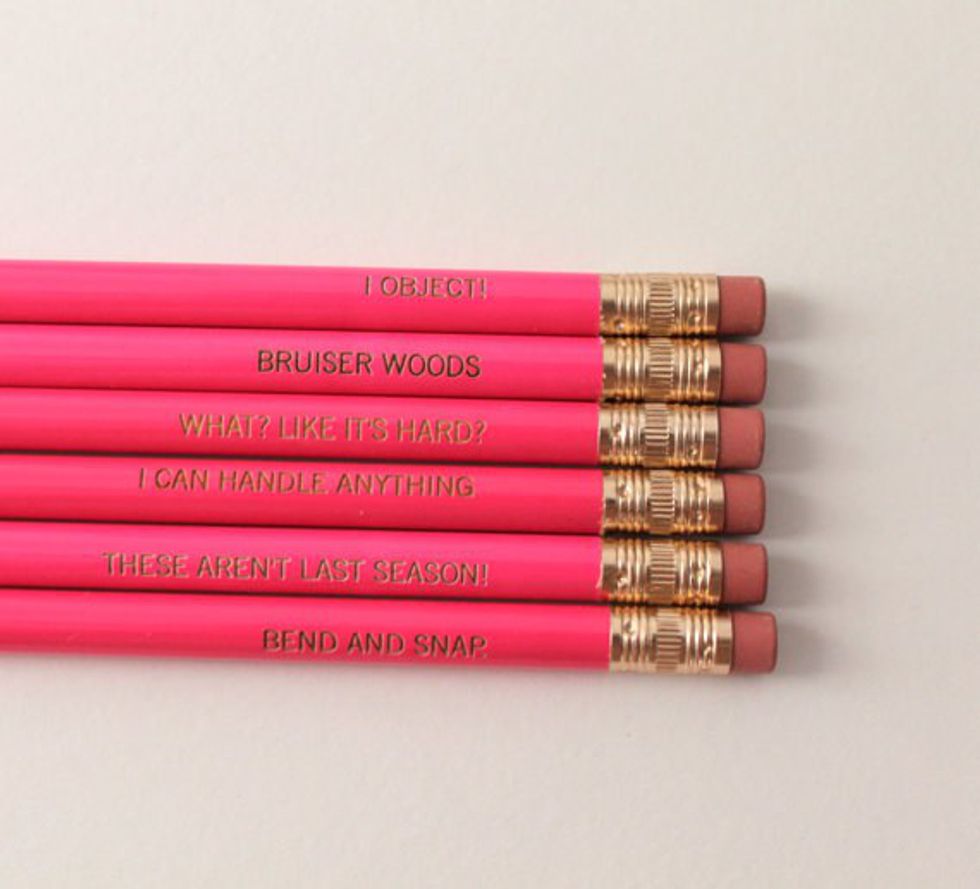 I OBJECT!
BRUISER WOODS
WHAT? LIKE IT'S HARD?
I CAN HANDLE ANYTHING
THESE AREN'T LAST SEASON!
BEND AND SNAP.